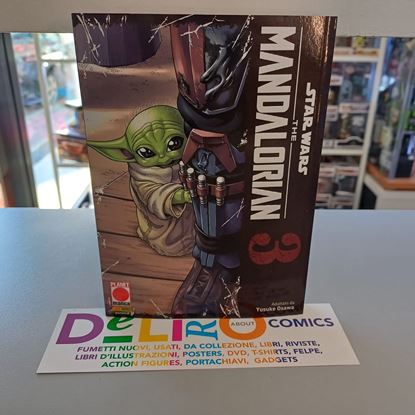 STAR WARS
THE
MANDALORIAN
3
Adattato da
Yusuke Osawa
PLANET
manga
DeLiRiO ABOUT COMICS
FUMETTI NUOVI, USATI, DA COLLEZIONE, LIBRI, RIVISTE,
LIBRI D'ILLUSTRAZIONI, POSTERS, DVD, T-SHIRTS, FELPE,
ACTION FIGURES, PORTACHIAVI, GADGETS